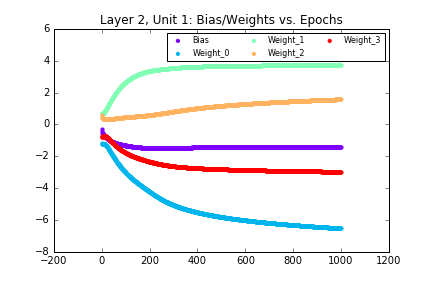 Layer 2, Unit 1: Bias/Weights vs. Epochs
Bias Weight_1 Weight_3
Weight_0 Weight_2
6
4
2
0
−2
−4
−6
−8
−200 0 200 400 600 800 1000 1200